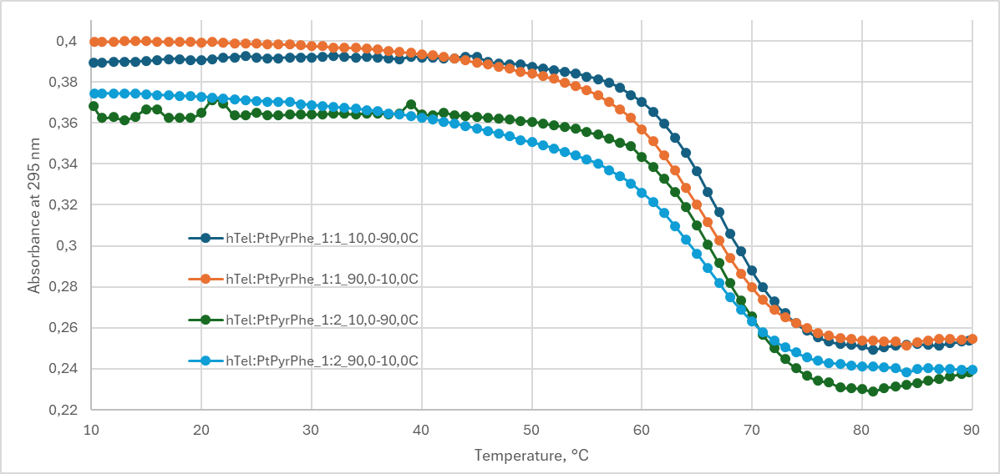 0,4
0,38
0,36
0,34
0,32
0,3
0,28
0,26
0,24
0,22
Absorbance at 295 nm
hTel:PtPyrPhe_1:1_10,0-90,0C
hTel:PtPyrPhe_1:1_90,0-10,0C
hTel:PtPyrPhe_1:2_10,0-90,0C
hTel:PtPyrPhe_1:2_90,0-10,0C
10 20 30 40 50 60 70 80 90
Temperature, °C